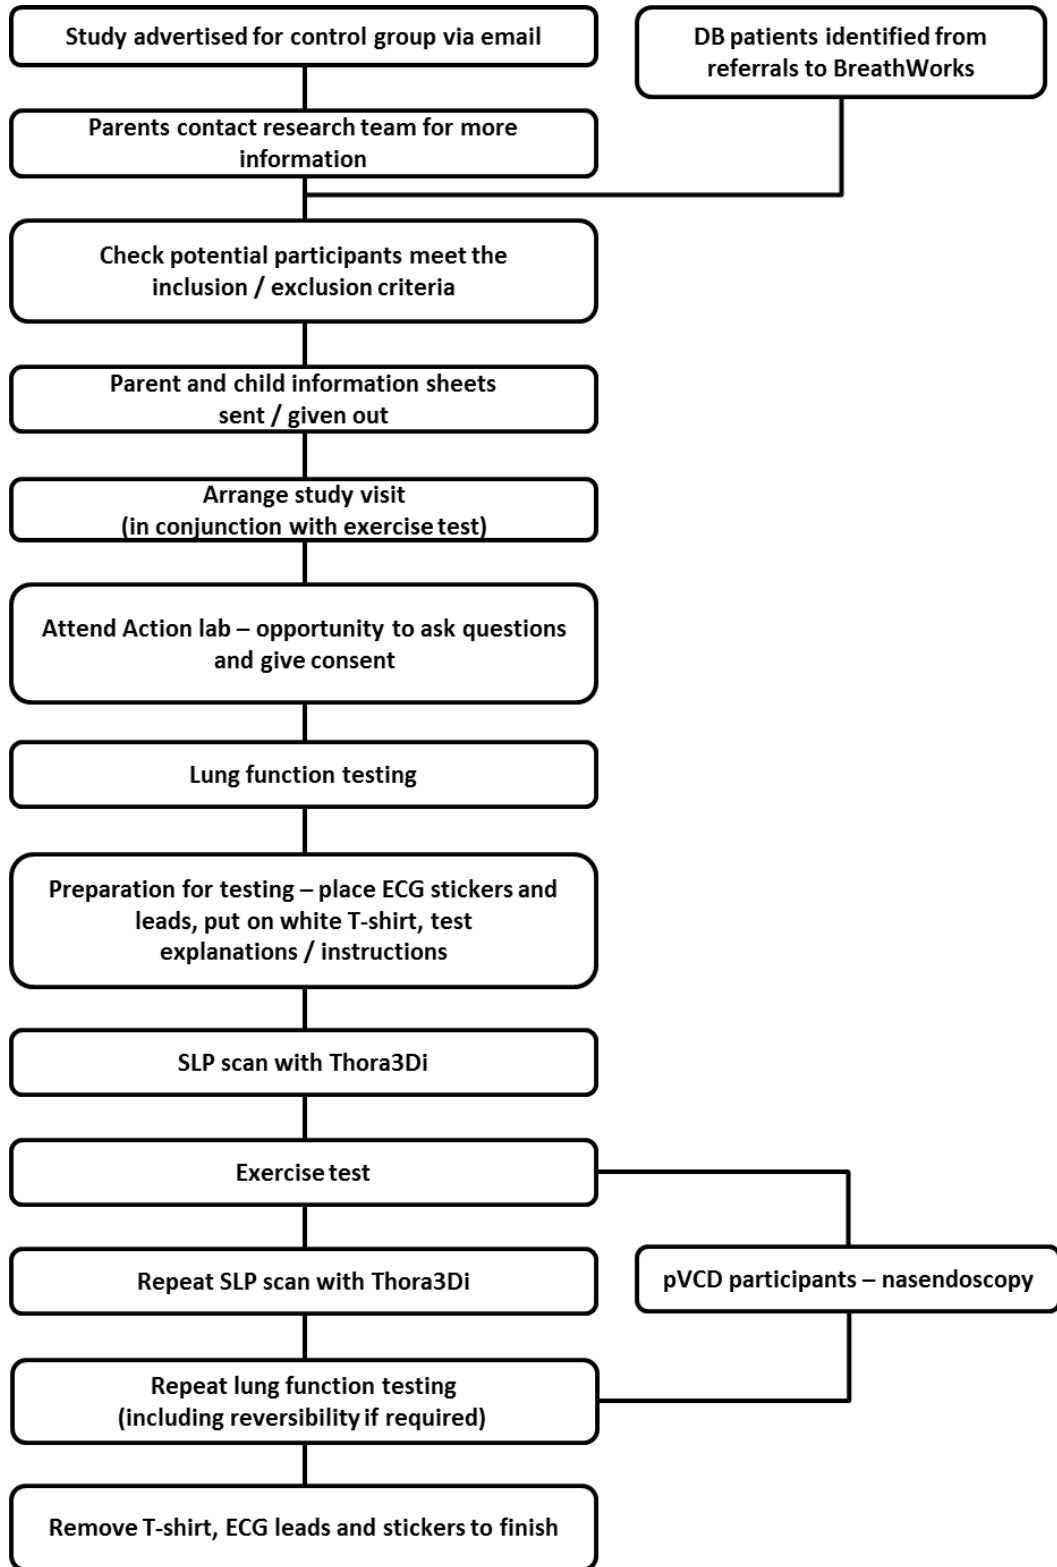 Study advertised for control group via email
DB patients identified from
referrals to BreathWorks
Parents contact research team for more
information
Check potential participants meet the
inclusion / exclusion criteria
Parent and child information sheets
sent / given out
Arrange study visit
(in conjunction with exercise test)
Attend Action lab – opportunity to ask questions
and give consent
Lung function testing
Preparation for testing – place ECG stickers and
leads, put on white T-shirt, test
explanations / instructions
SLP scan with Thora3Di
Exercise test
Repeat SLP scan with Thora3Di
pVCD participants – nasendoscopy
Repeat lung function testing
(including reversibility if required)
Remove T-shirt, ECG leads and stickers to finish